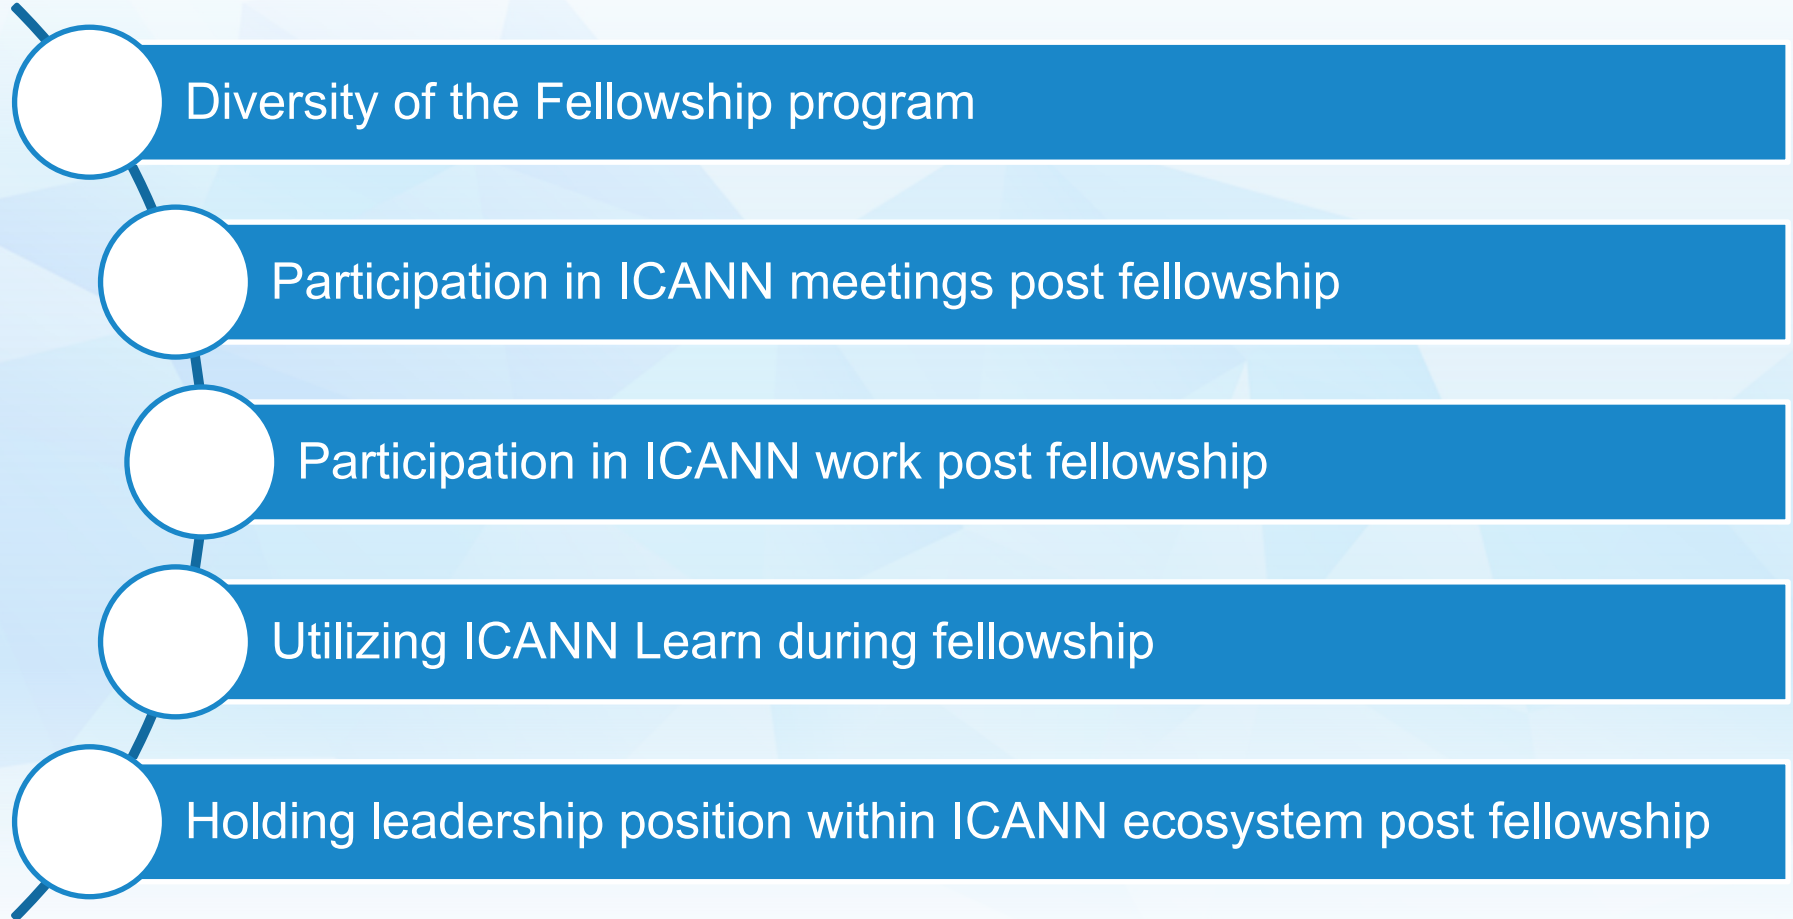 Diversity of the Fellowship program
Participation in ICANN meetings post fellowship
Participation in ICANN work post fellowship
Utilizing ICANN Learn during fellowship
Holding leadership position within ICANN ecosystem post fellowship